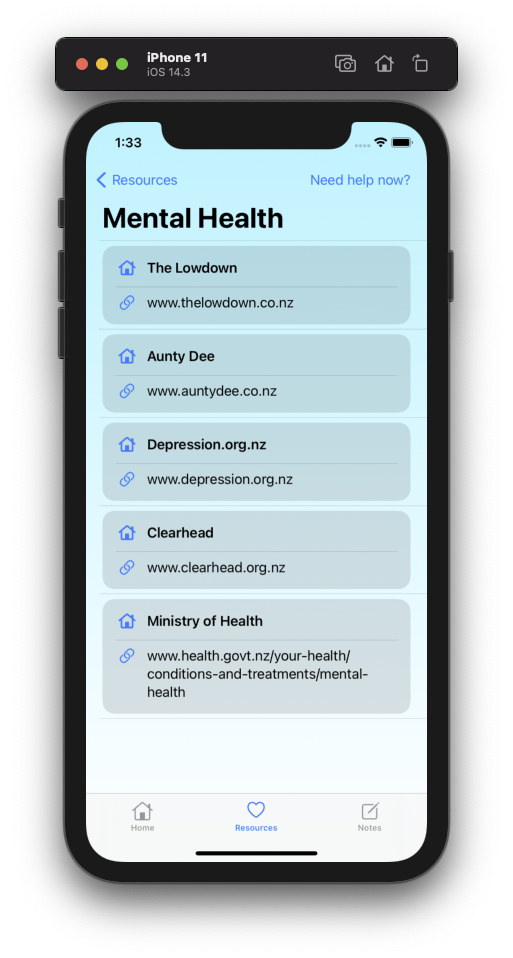 iPhone 11
iOS 14.3
1:33
Resources
Need help now?
Mental Health
The Lowdown
www.thelowdown.co.nz
Aunty Dee
www.auntydee.co.nz
Depression.org.nz
www.depression.org.nz
Clearhead
www.clearhead.org.nz
Ministry of Health
www.health.govt.nz/your-health/
conditions-and-treatments/mental-
health
Home
Resources
Notes